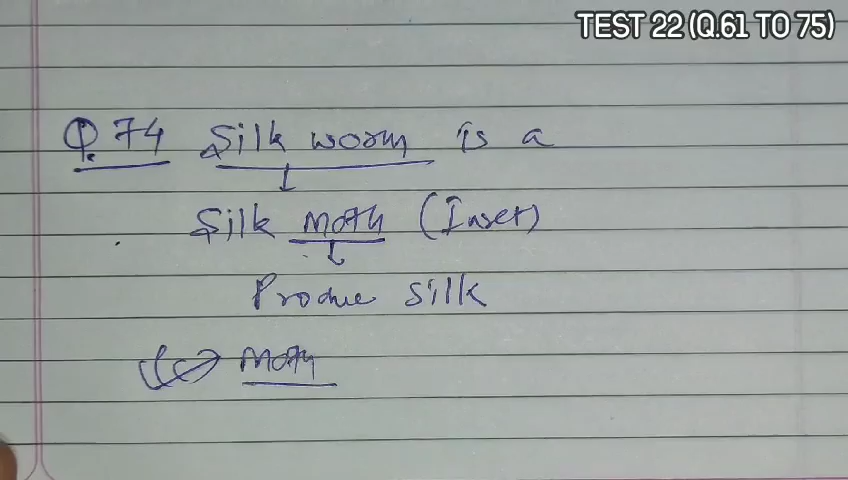 TEST 22 (Q.61 TO 75)
Q.74 Silk worm is a
Silk Moth (Insect)
Produce Silk
(c) Moth